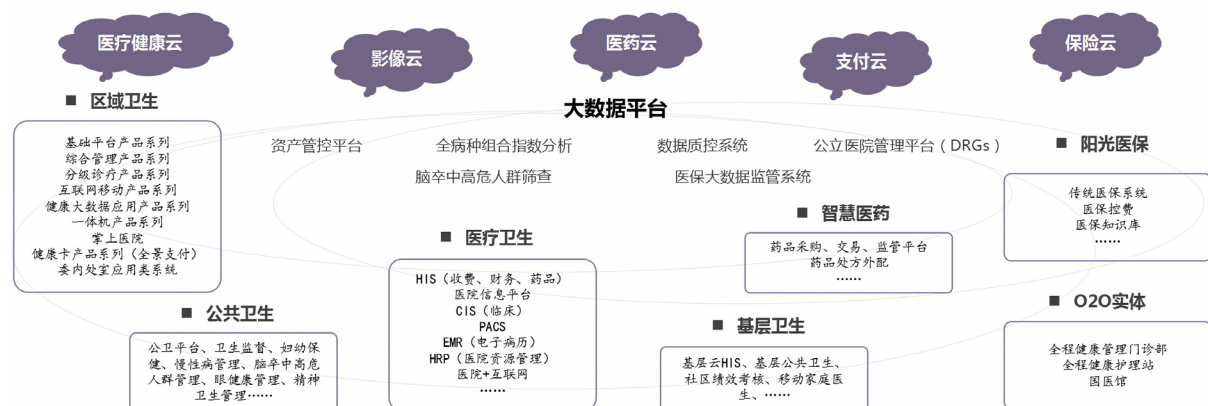 医疗健康云
影像云
医药云
支付云
保险云
大数据平台
资产管控平台
全病种组合指数分析
数据质控系统
公立医院管理平台（DRGs）
脑卒中高危人群筛查
医保大数据监管系统
■ 区域卫生
基础平台产品系列
综合管理产品系列
分级诊疗产品系列
互联网移动产品系列
健康大数据应用产品系列
一体机产品系列
掌上医院
健康卡产品系列（全景支付）
委内处室应用类系统
■ 公共卫生
公卫平台、卫生监督、妇幼保
健、慢性病管理、脑卒中高危
人群管理、眼健康管理、精神
卫生管理……
■ 医疗卫生
HIS（收费、财务、药品）
医院信息平台
CIS（临床）
PACS
EMR（电子病历）
HRP（医院资源管理）
医院+互联网
……
■ 智慧医药
药品采购、交易、监管平台
药品处方外配
……
■ 基层卫生
基层云HIS、基层公共卫生、
社区绩效考核、移动家庭医
生、……
■ 阳光医保
传统医保系统
医保控费
医保知识库
……
■ O2O实体
全程健康管理门诊部
全程健康护理站
国医馆